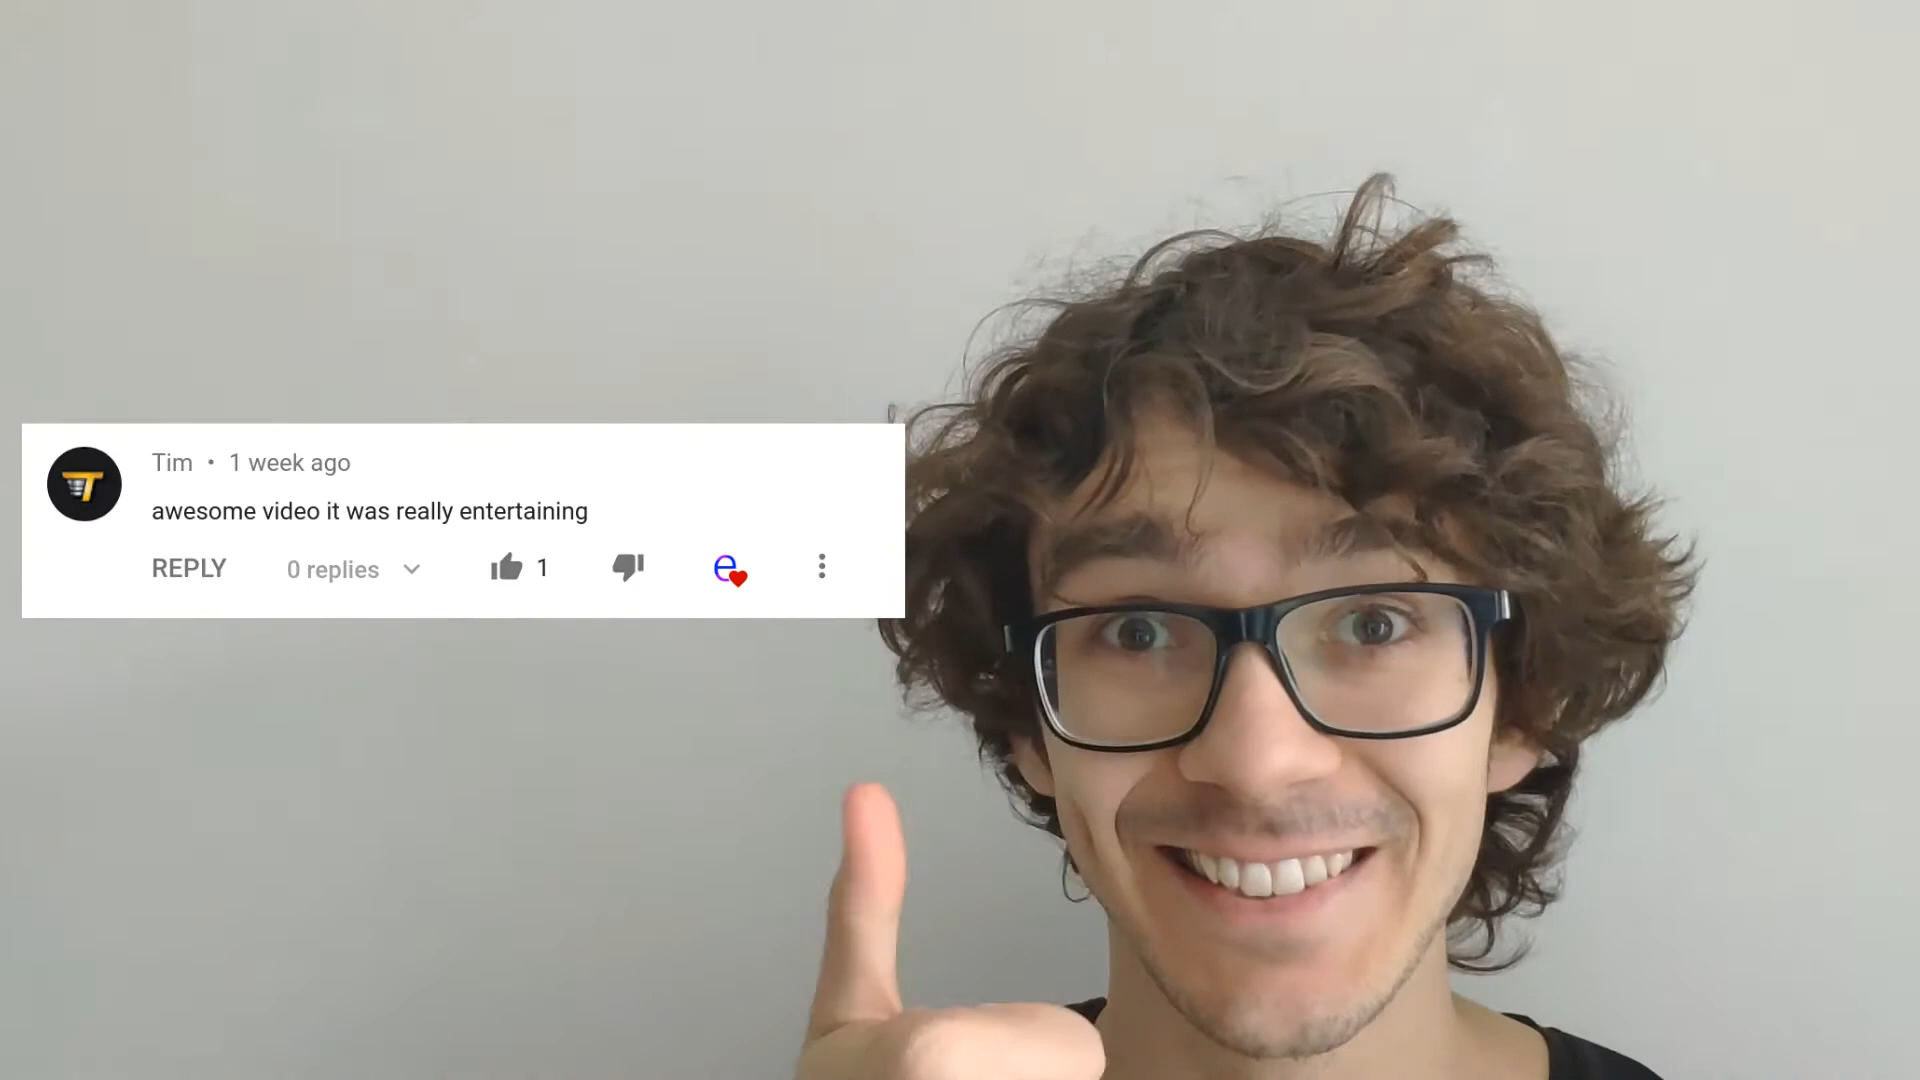 Tim • 1 week ago
awesome video it was really entertaining
REPLY 0 replies 1